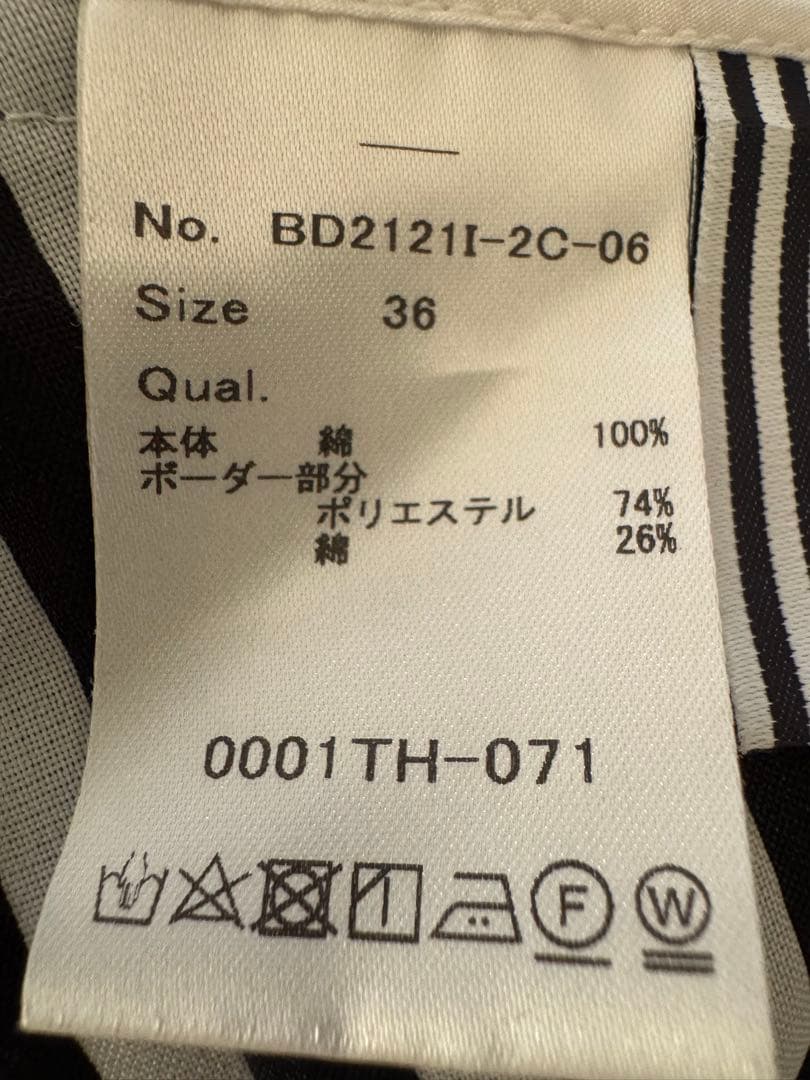 No. BD2121I-2C-06
Size 36
Qual.
本体 綿 100%
ボーダー部分
ポリエステル 74%
綿 26%
0001TH-071
F W